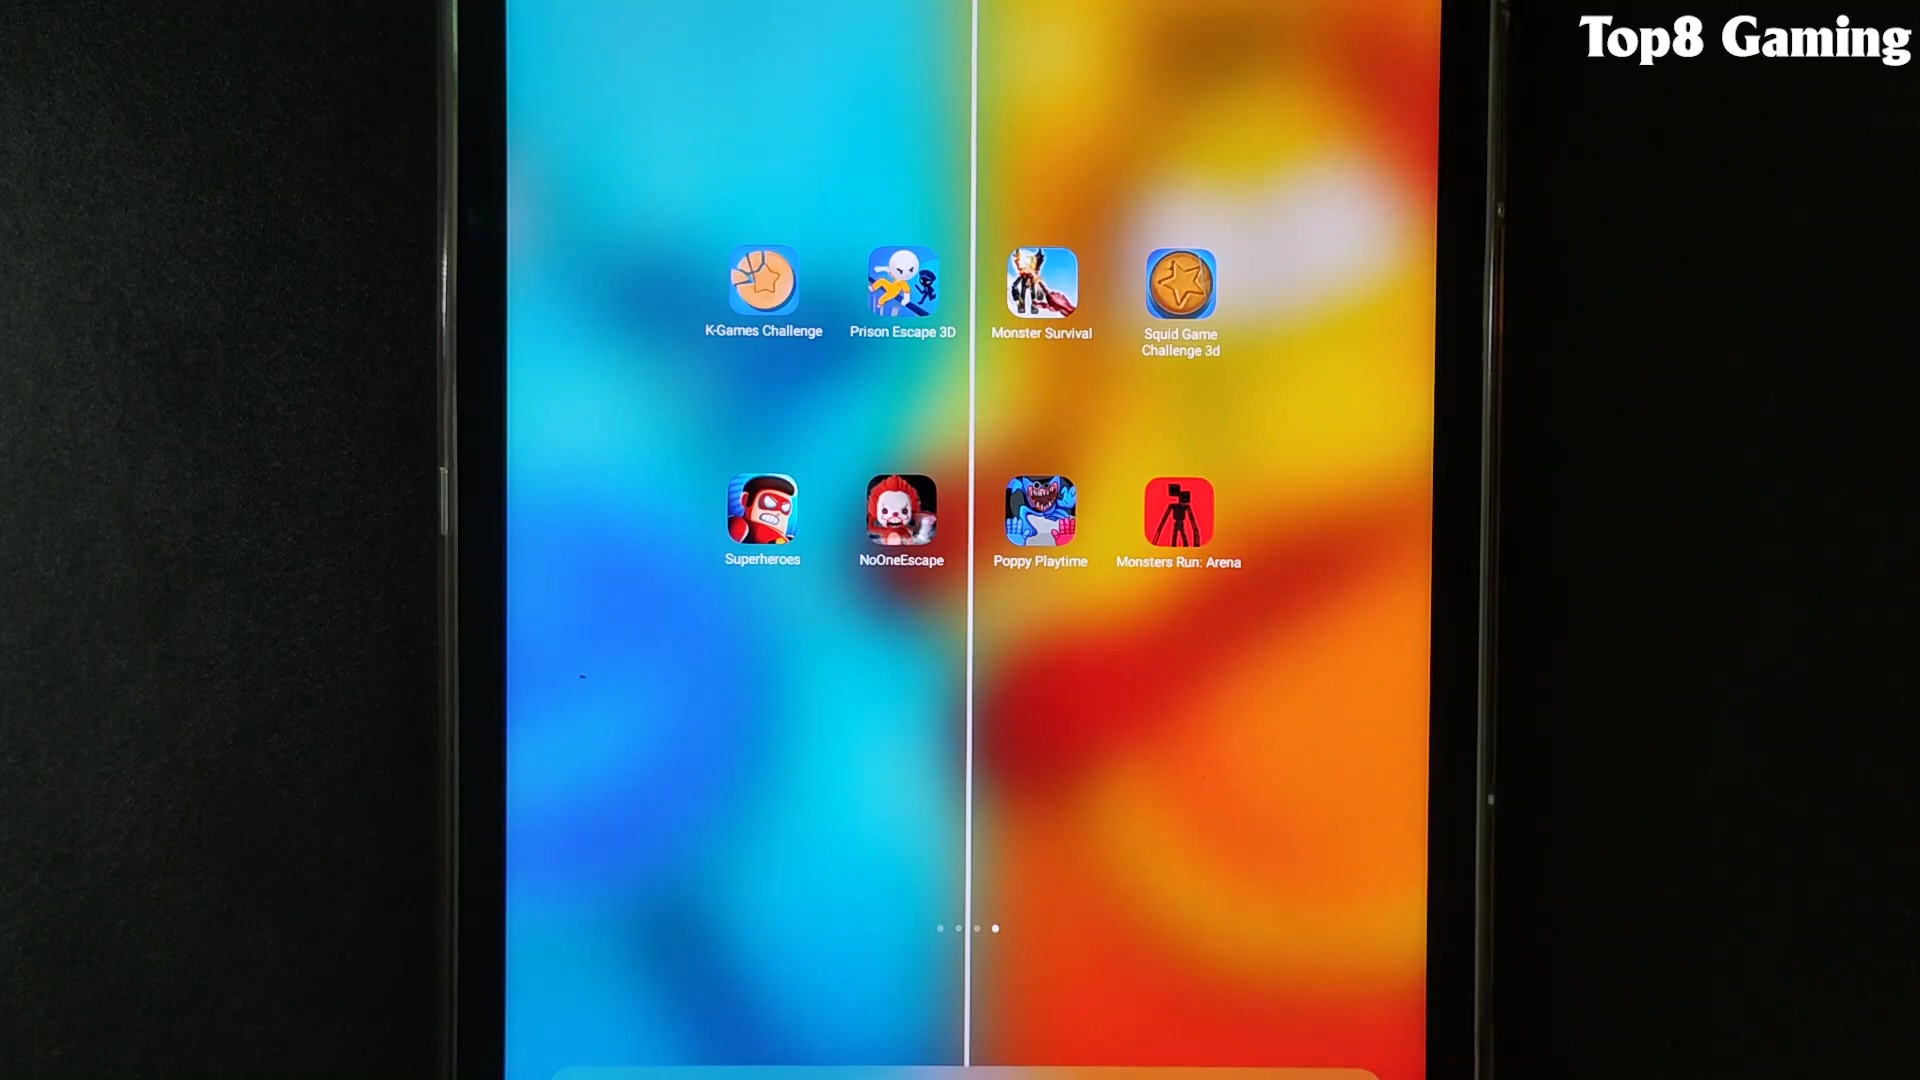 Top8 Gaming
K-Games Challenge
Prison Escape 3D
Monster Survival
Squid Game
Challenge 3d
Superheroes
NoOneEscape
Poppy Playtime
Monsters Run: Arena